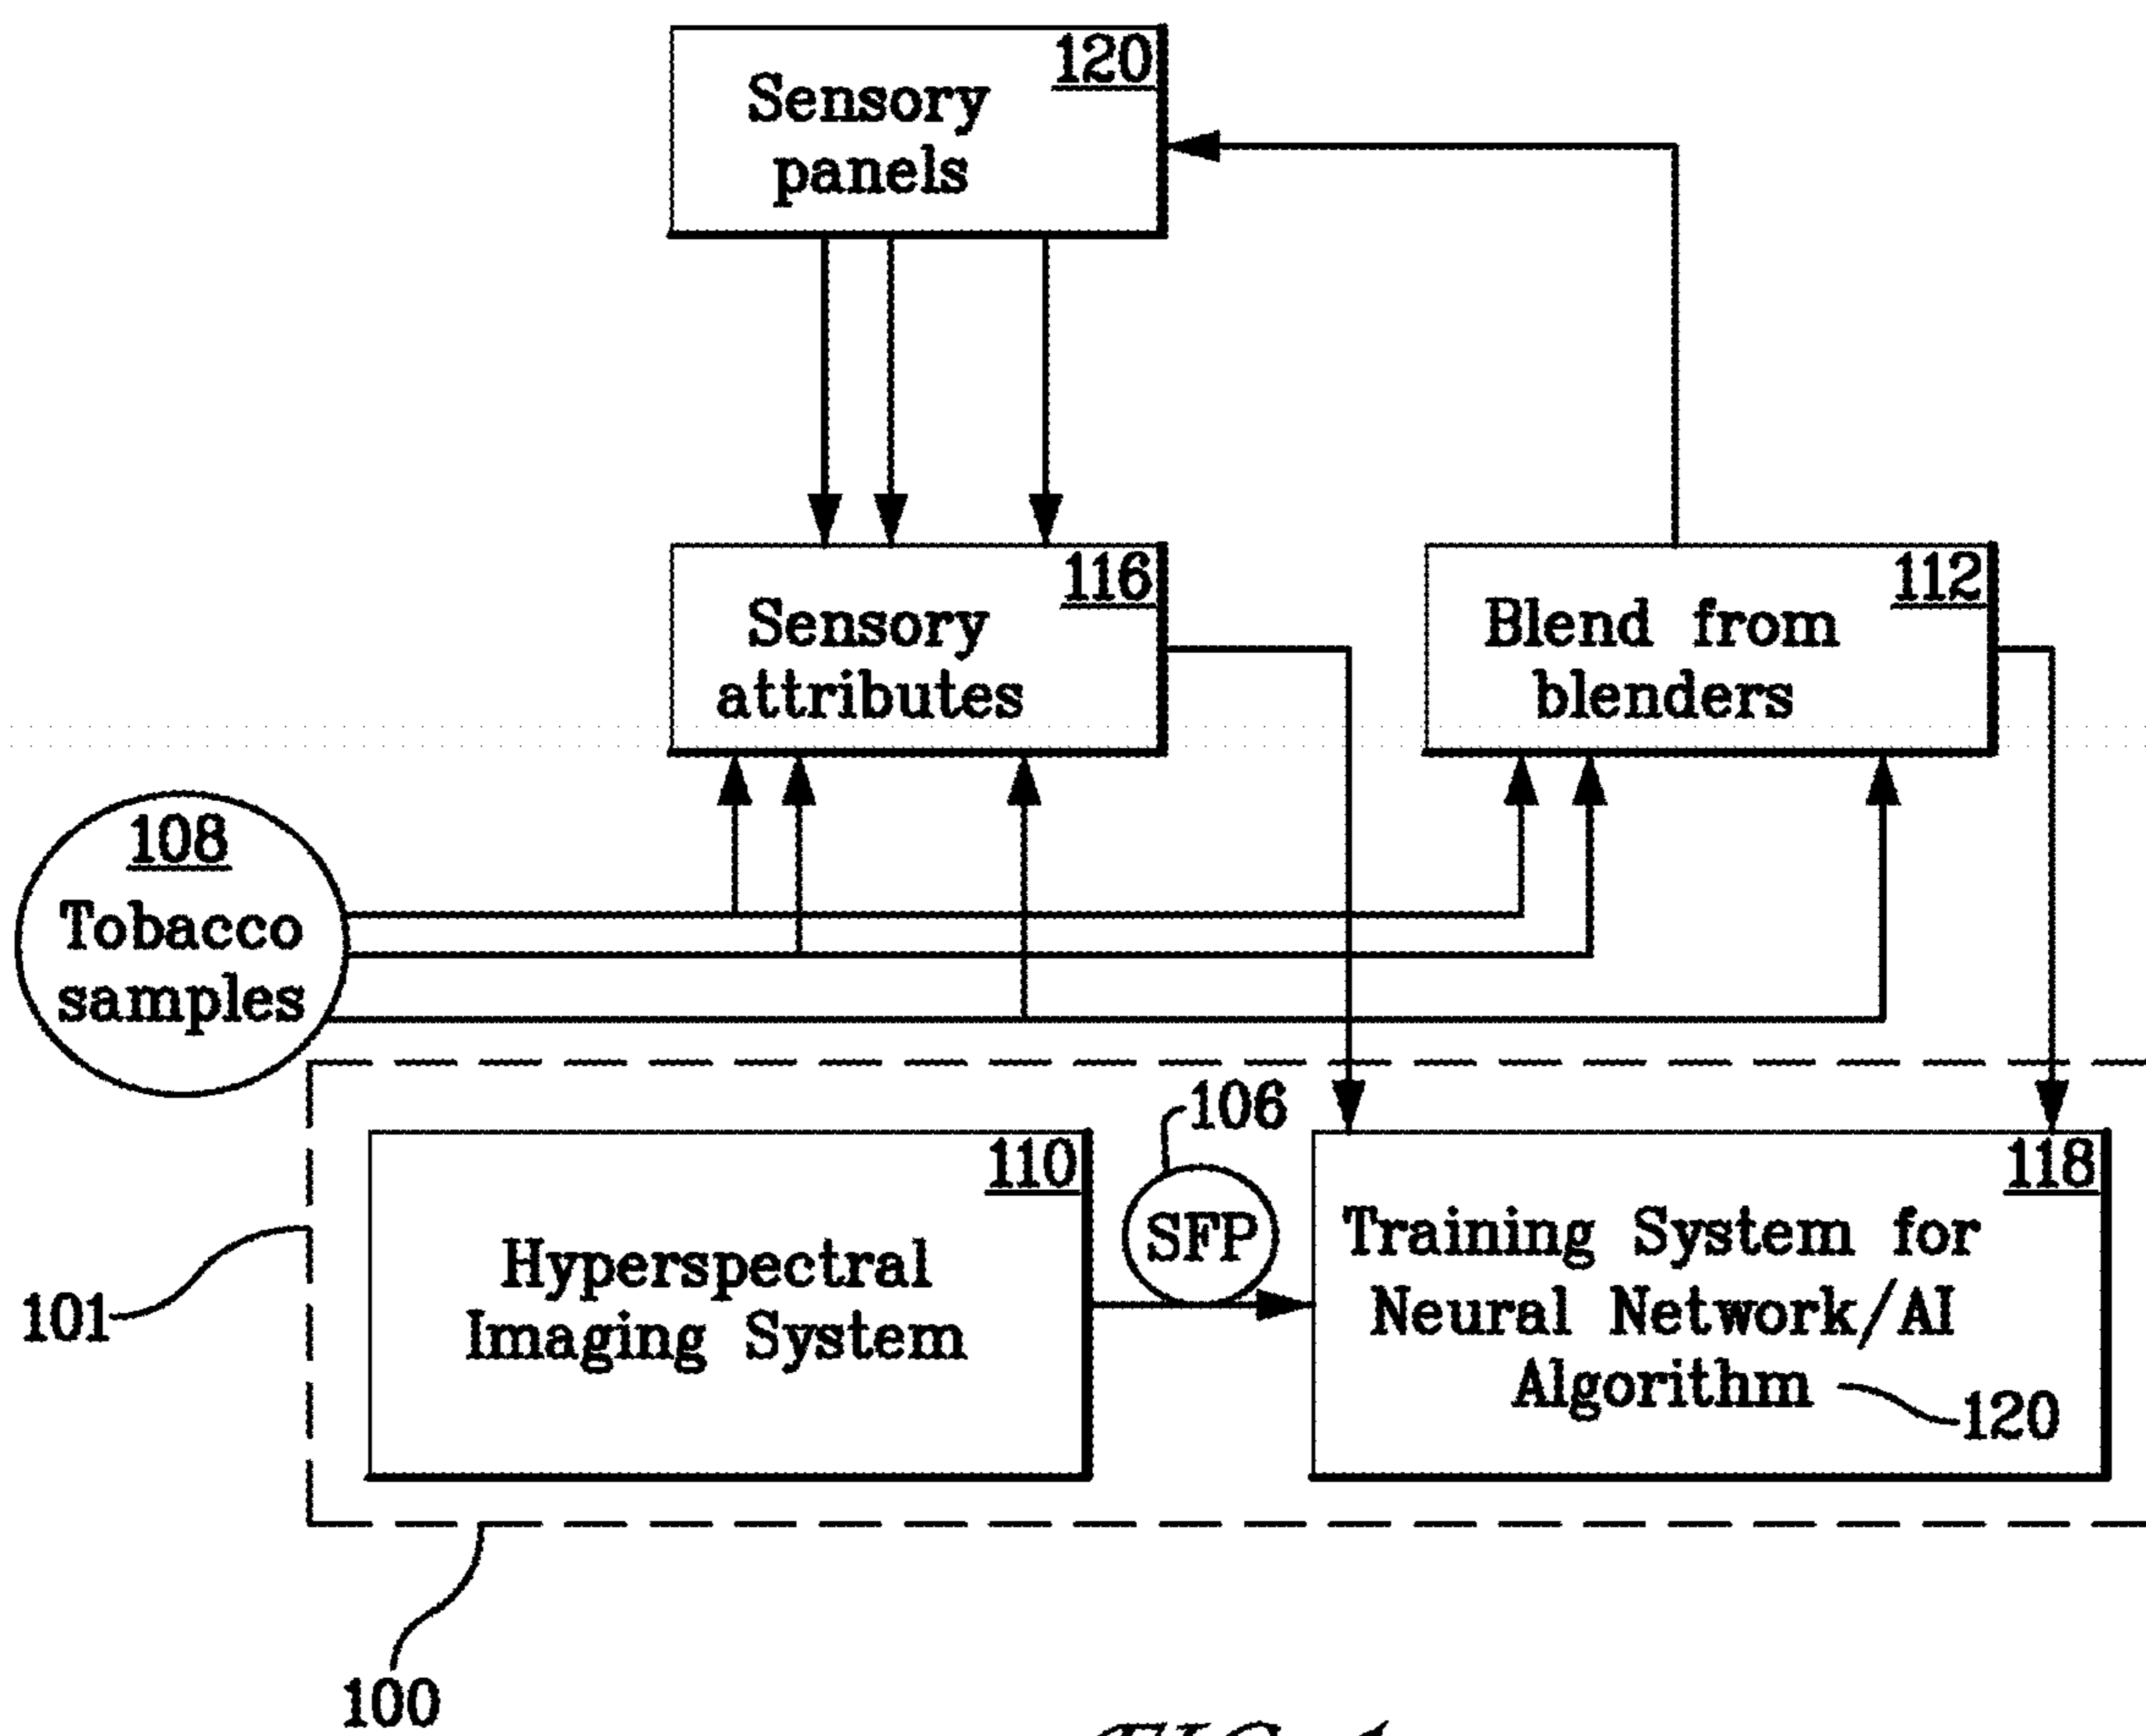 120
Sensory
panels
116
Sensory
attributes
112
Blend from
blenders
108
Tobacco
samples
106
110
Hyperspectral
Imaging System
SFP
118
Training System for
Neural Network/AI
Algorithm
120
101
100